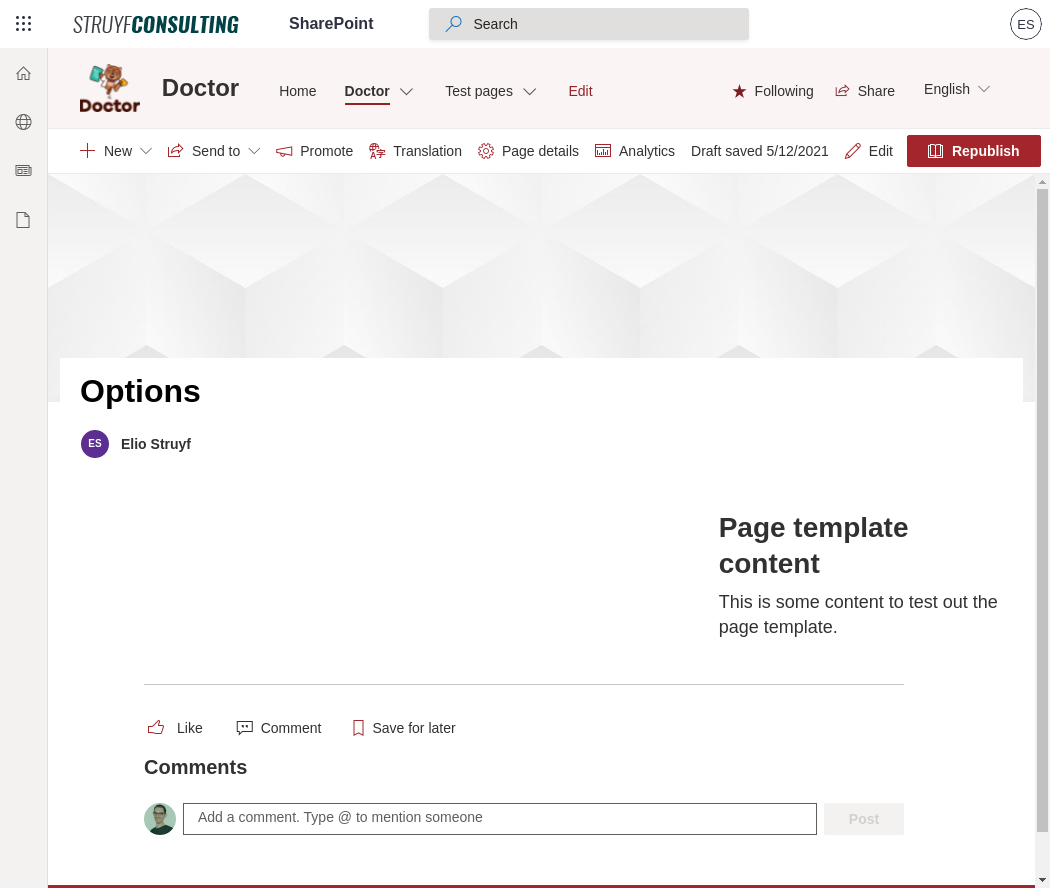 STRUYFCONSULTING SharePoint Search ES
Doctor Doctor Home Doctor Test pages Edit Following Share English
New Send to Promote Translation Page details Analytics Draft saved 5/12/2021 Edit Republish
Options
ES Elio Struyf
Page template
content
This is some content to test out the
page template.
Like Comment Save for later
Comments
Add a comment. Type @ to mention someone Post